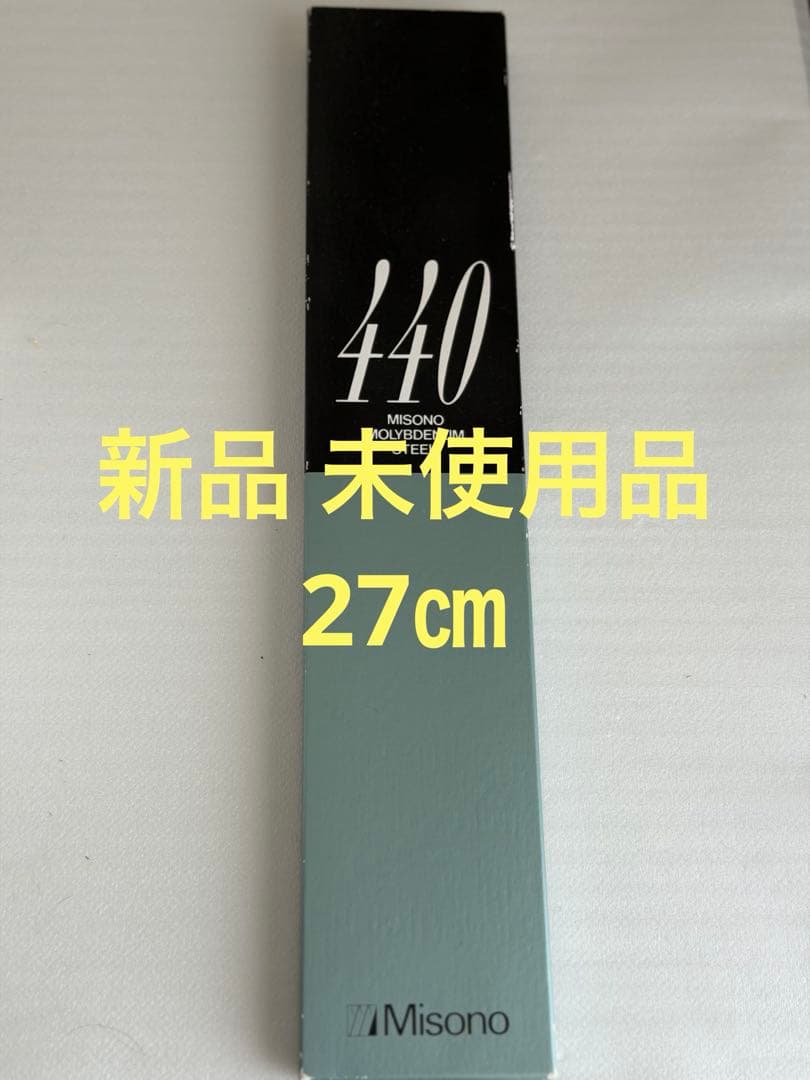 440
MISONO
MOLYBDENUM
STEEL
新品 未使用品
27㎝
Misono